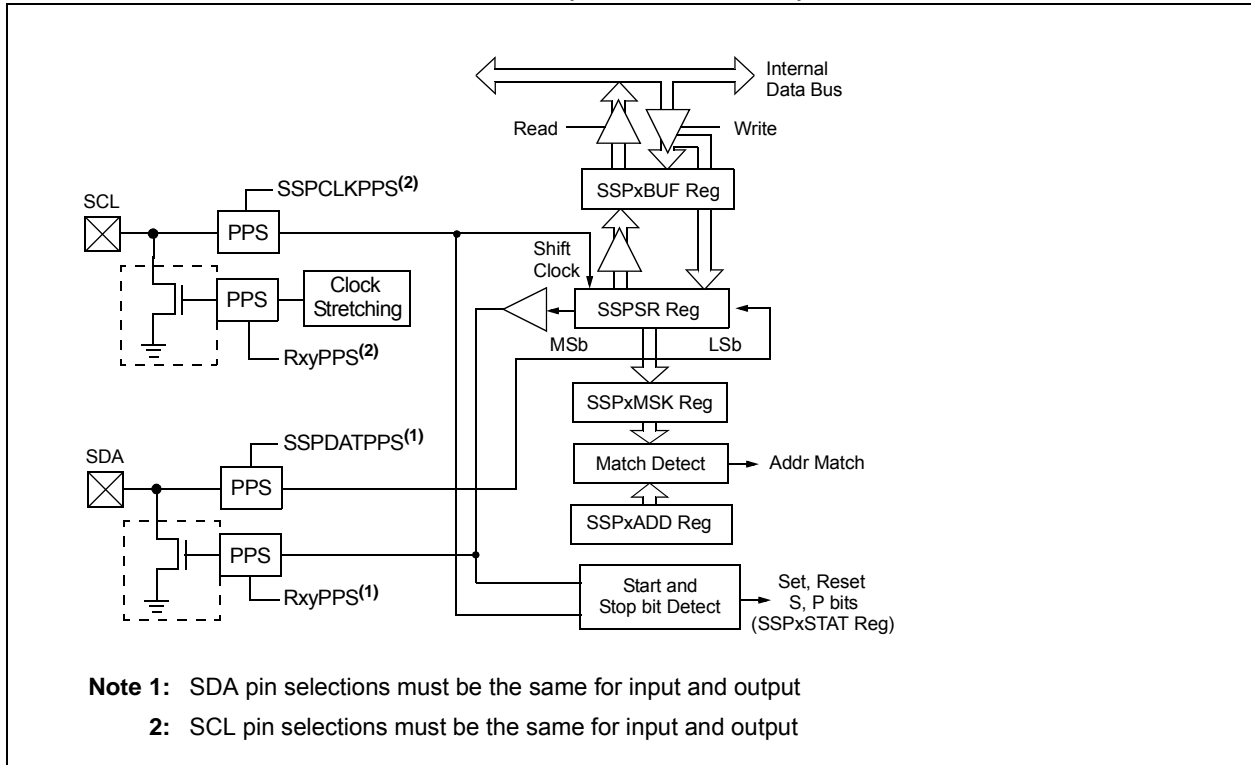 Internal
Data Bus
Read
Write
SSPxBUF Reg
SSPCLKPPS(2)
SCL
PPS
Shift
Clock
PPS
Clock
Stretching
SSPSR Reg
MSb
LSb
RxyPPS(2)
SSPxMSK Reg
SSPDATPPS(1)
SDA
PPS
Match Detect
Addr Match
SSPxADD Reg
PPS
RxyPPS(1)
Start and
Stop bit Detect
Set, Reset
S, P bits
(SSPxSTAT Reg)
Note 1: SDA pin selections must be the same for input and output
2: SCL pin selections must be the same for input and output